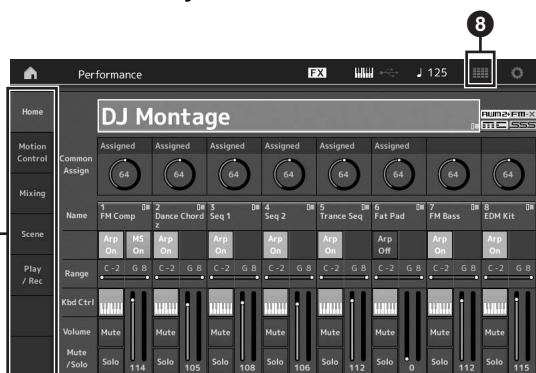 8
Performance FX 125
Home
DJ Montage
AWM2+FM-X
Motion Control
Common Assign
Assigned Assigned Assigned Assigned Assigned Assigned
64 64 64 64 64 64 64 64
Mixing
Name
1 FM Comp
2 Dance Chordz
3 Seq 1
4 Seq 2
5 Trance Seq
6 Fat Pad
7 FM Bass
8 EDM Kit
Scene
Arp On MS On Arp On Arp On Arp On Arp On Arp Off Arp On Arp On
Play / Rec
Range
C -2 G 8 C -2 G 8 C -2 G 8 C -2 G 8 C -2 G 8 C -2 G 8 C -2 G 8 C -2 G 8
Kbd Ctrl
Volume
Mute Mute Mute Mute Mute Mute Mute Mute
Mute /Solo
Solo 114 Solo 105 Solo 108 Solo 106 Solo 112 Solo 0 Solo 112 Solo 115